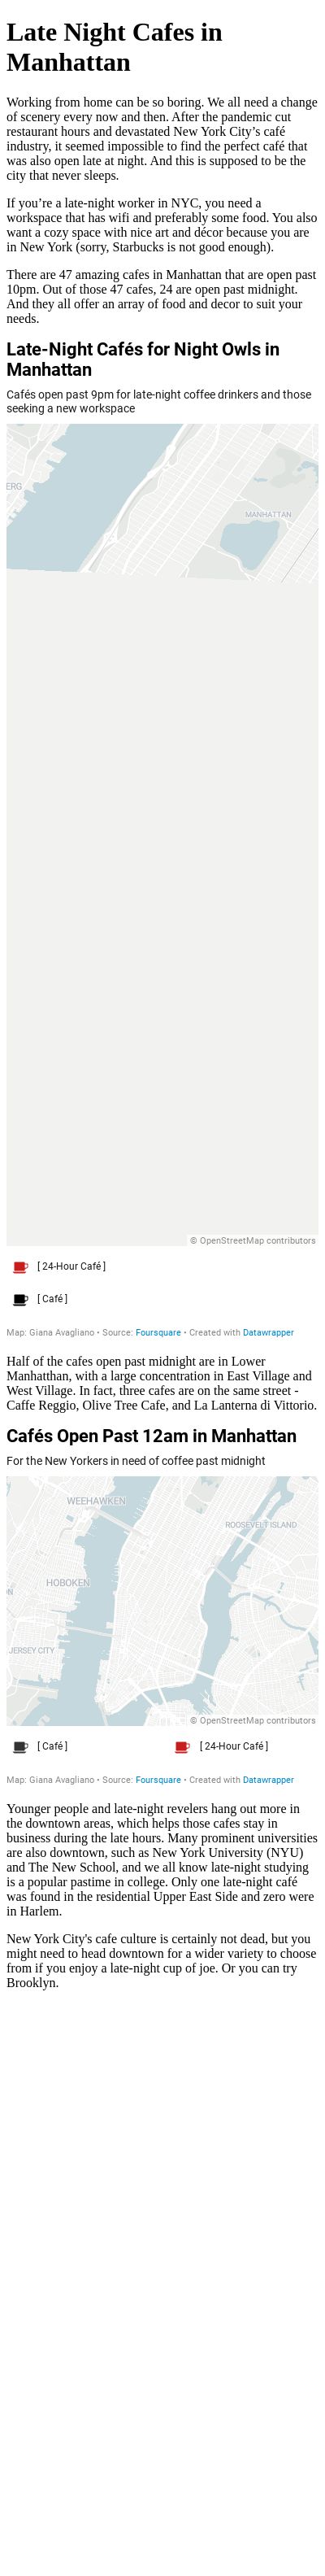 Late Night Cafes in
Manhattan
Working from home can be so boring. We all need a change
of scenery every now and then. After the pandemic cut
restaurant hours and devastated New York City’s café
industry, it seemed impossible to find the perfect café that
was also open late at night. And this is supposed to be the
city that never sleeps.
If you’re a late-night worker in NYC, you need a
workspace that has wifi and preferably some food. You also
want a cozy space with nice art and décor because you are
in New York (sorry, Starbucks is not good enough).
There are 47 amazing cafes in Manhattan that are open past
10pm. Out of those 47 cafes, 24 are open past midnight.
And they all offer an array of food and decor to suit your
needs.
Late-Night Cafés for Night Owls in
Manhattan
Cafés open past 9pm for late-night coffee drinkers and those
seeking a new workspace
ERG
MANHATTAN
© OpenStreetMap contributors
[ 24-Hour Café ]
[ Café ]
Map: Giana Avagliano • Source: Foursquare • Created with Datawrapper
Half of the cafes open past midnight are in Lower
Manhatthan, with a large concentration in East Village and
West Village. In fact, three cafes are on the same street -
Caffe Reggio, Olive Tree Cafe, and La Lanterna di Vittorio.
Cafés Open Past 12am in Manhattan
For the New Yorkers in need of coffee past midnight
WEEHAWKEN
ROOSEVELT ISLAND
HOBOKEN
ON
JERSEY CITY
© OpenStreetMap contributors
[ Café ] [ 24-Hour Café ]
Map: Giana Avagliano • Source: Foursquare • Created with Datawrapper
Younger people and late-night revelers hang out more in
the downtown areas, which helps those cafes stay in
business during the late hours. Many prominent universities
are also downtown, such as New York University (NYU)
and The New School, and we all know late-night studying
is a popular pastime in college. Only one late-night café
was found in the residential Upper East Side and zero were
in Harlem.
New York City's cafe culture is certainly not dead, but you
might need to head downtown for a wider variety to choose
from if you enjoy a late-night cup of joe. Or you can try
Brooklyn.